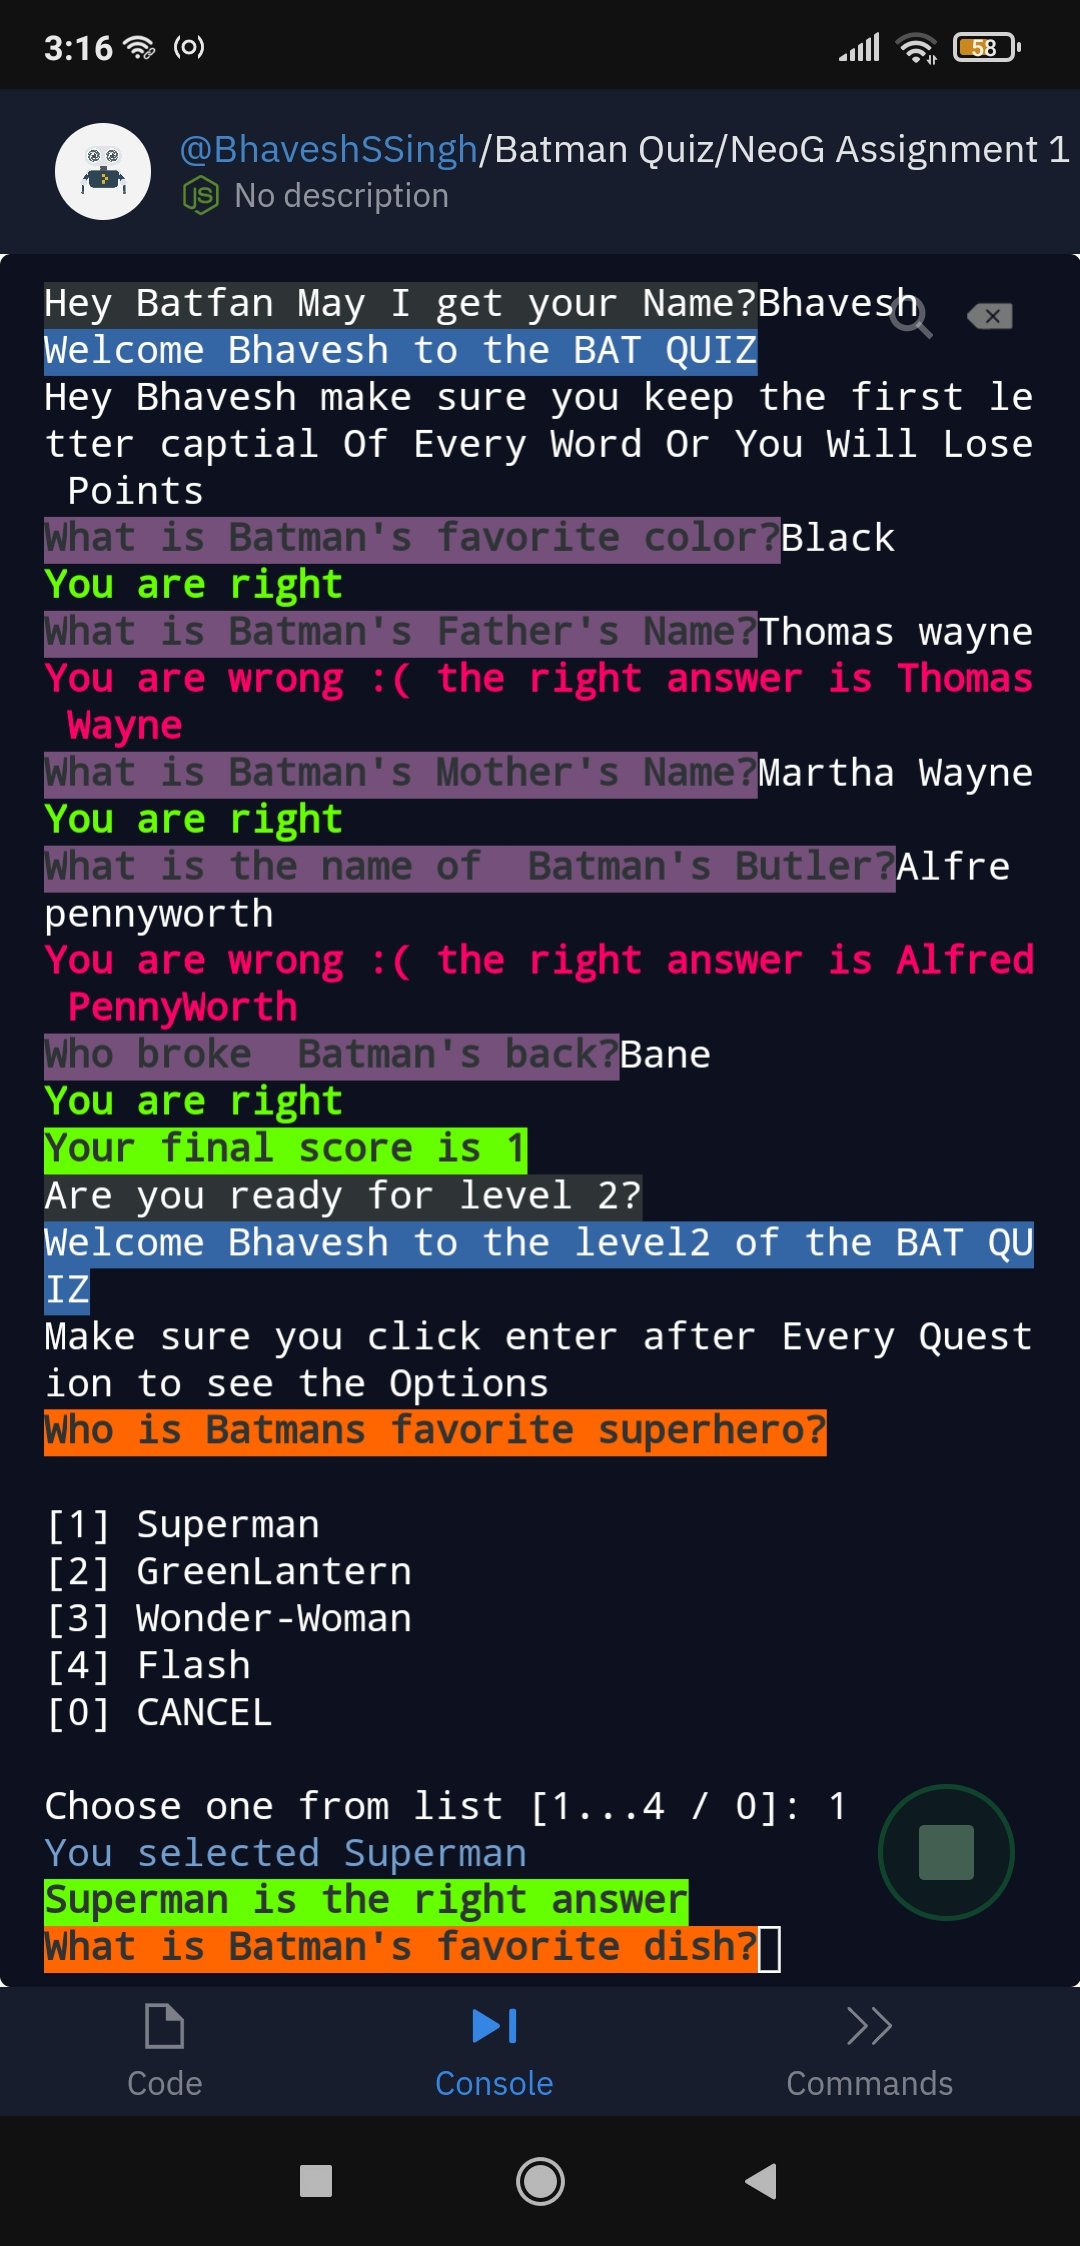 3:16
58
@BhaveshSSingh/Batman Quiz/NeoG Assignment 1
JS No description
Hey Batfan May I get your Name?Bhavesh
Welcome Bhavesh to the BAT QUIZ
Hey Bhavesh make sure you keep the first le
tter captial Of Every Word Or You Will Lose
Points
What is Batman's favorite color?Black
You are right
What is Batman's Father's Name?Thomas wayne
You are wrong :( the right answer is Thomas
Wayne
What is Batman's Mother's Name?Martha Wayne
You are right
What is the name of  Batman's Butler?Alfre
pennyworth
You are wrong :( the right answer is Alfred
PennyWorth
Who broke  Batman's back?Bane
You are right
Your final score is 1
Are you ready for level 2?
Welcome Bhavesh to the level2 of the BAT QU
IZ
Make sure you click enter after Every Quest
ion to see the Options
Who is Batmans favorite superhero?
[1] Superman
[2] GreenLantern
[3] Wonder-Woman
[4] Flash
[0] CANCEL
Choose one from list [1...4 / 0]: 1
You selected Superman
Superman is the right answer
What is Batman's favorite dish?
Code
Console
Commands